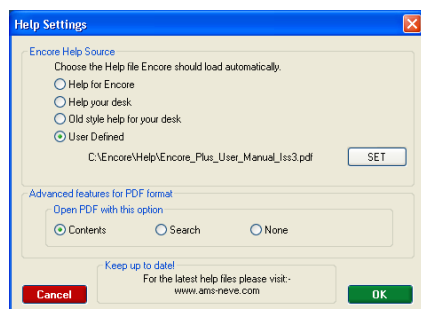 Help Settings
Encore Help Source
Choose the Help file Encore should load automatically.
Help for Encore
Help your desk
Old style help for your desk
User Defined
C:\Encore\Help\Encore_Plus_User_Manual_Iss3.pdf
SET
Advanced features for PDF format
Open PDF with this option
Contents Search None
Keep up to date!
For the latest help files please visit:-
www.ams-neve.com
Cancel
OK